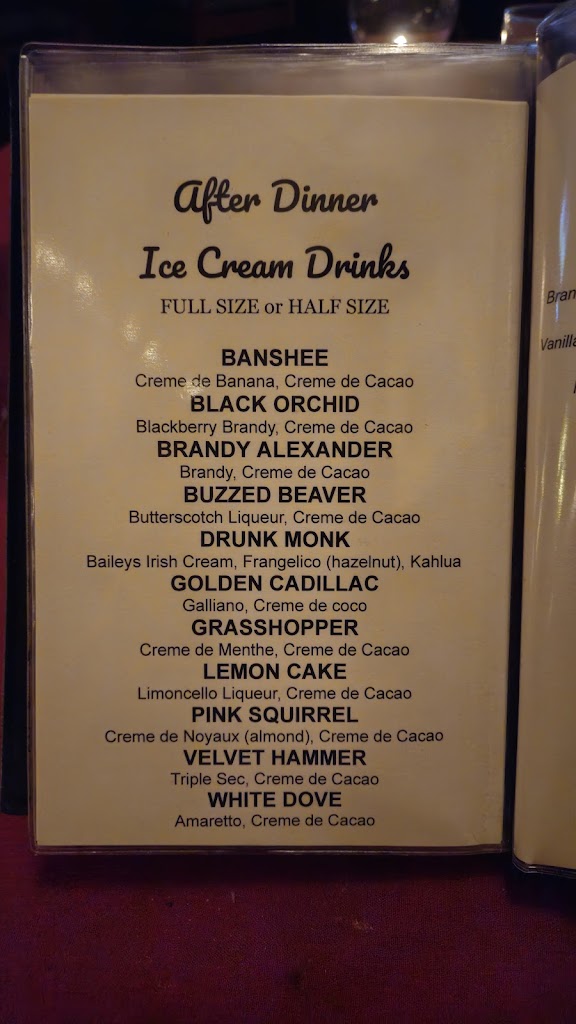 After Dinner
Ice Cream Drinks
FULL SIZE or HALF SIZE
BANSHEE
Creme de Banana, Creme de Cacao
BLACK ORCHID
Blackberry Brandy, Creme de Cacao
BRANDY ALEXANDER
Brandy, Creme de Cacao
BUZZED BEAVER
Butterscotch Liqueur, Creme de Cacao
DRUNK MONK
Baileys Irish Cream, Frangelico (hazelnut), Kahlua
GOLDEN CADILLAC
Galliano, Creme de coco
GRASSHOPPER
Creme de Menthe, Creme de Cacao
LEMON CAKE
Limoncello Liqueur, Creme de Cacao
PINK SQUIRREL
Creme de Noyaux (almond), Creme de Cacao
VELVET HAMMER
Triple Sec, Creme de Cacao
WHITE DOVE
Amaretto, Creme de Cacao